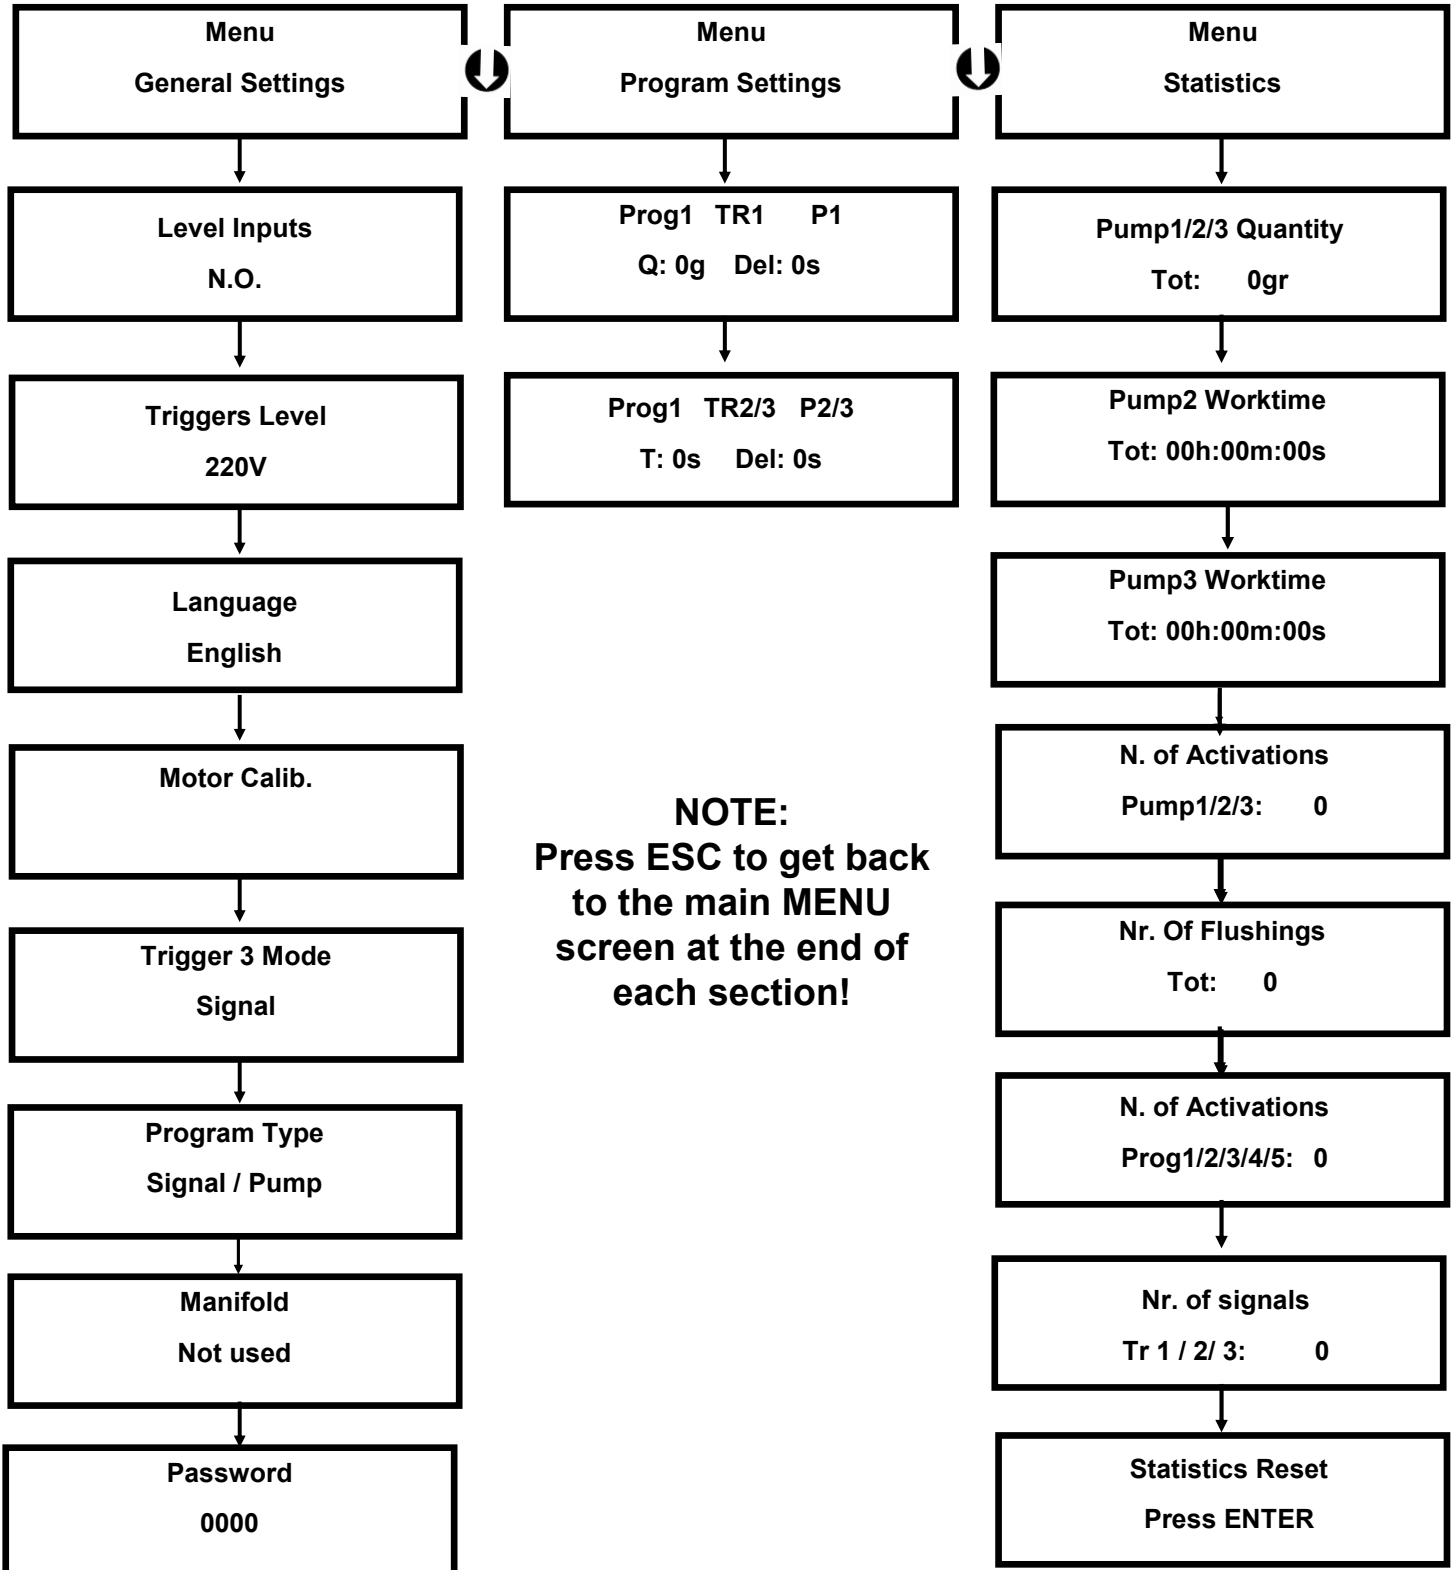 Menu
General Settings
Level Inputs
N.O.
Triggers Level
220V
Language
English
Motor Calib.
Trigger 3 Mode
Signal
Program Type
Signal / Pump
Manifold
Not used
Password
0000
Menu
Program Settings
Prog1 TR1 P1
Q: 0g Del: 0s
Prog1 TR2/3 P2/3
T: 0s Del: 0s
NOTE:
Press ESC to get back
to the main MENU
screen at the end of
each section!
Menu
Statistics
Pump1/2/3 Quantity
Tot: 0gr
Pump2 Worktime
Tot: 00h:00m:00s
Pump3 Worktime
Tot: 00h:00m:00s
N. of Activations
Pump1/2/3: 0
Nr. Of Flushings
Tot: 0
N. of Activations
Prog1/2/3/4/5: 0
Nr. of signals
Tr 1 / 2/ 3: 0
Statistics Reset
Press ENTER